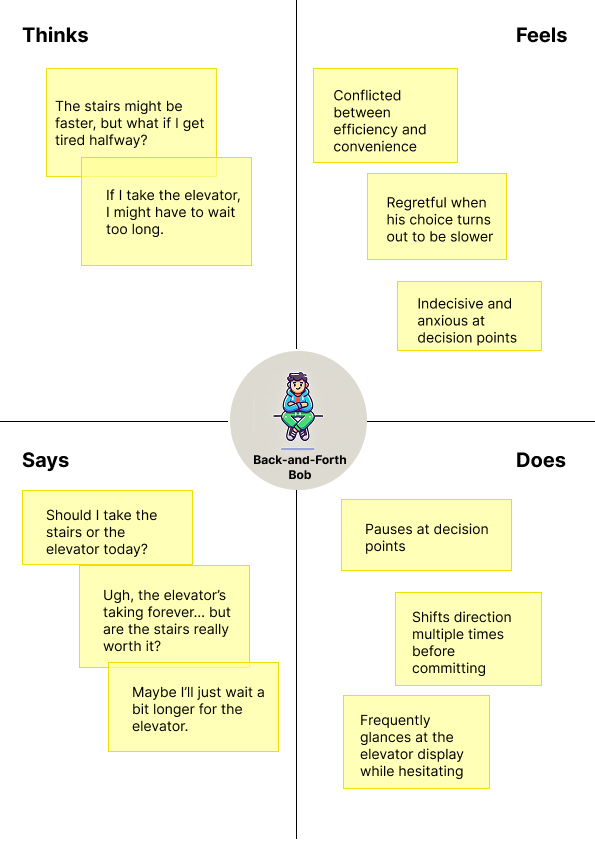 Thinks
The stairs might be
faster, but what if I get
tired halfway?
If I take the elevator,
I might have to wait
too long.
Feels
Conflicted
between
efficiency and
convenience
Regretful when
his choice turns
out to be slower
Indecisive and
anxious at
decision points
Back-and-Forth
Bob
Says
Should I take the
stairs or the
elevator today?
Ugh, the elevator’s
taking forever... but
are the stairs really
worth it?
Maybe I’ll just wait a
bit longer for the
elevator.
Does
Pauses at decision
points
Shifts direction
multiple times
before
committing
Frequently
glances at the
elevator display
while hesitating